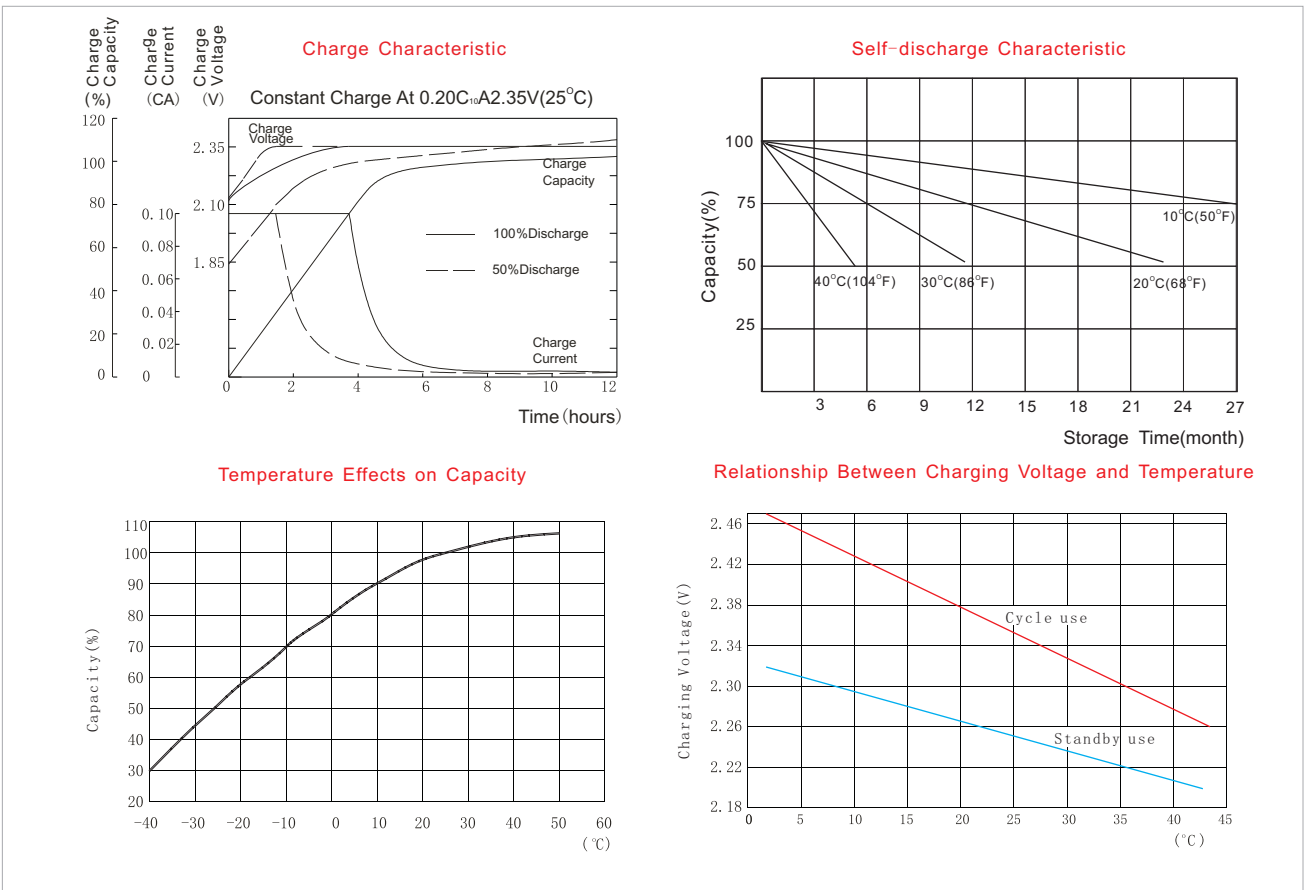 Charge Characteristic
Charge
Capacity
(%)
Charge
Current
(CA)
Charge
Voltage
(V)
Constant Charge At 0.20C₁₀A2.35V(25°C)
120
100
80
60
40
20
0
0.10
0.08
0.06
0.04
0.02
0
2.35
2.10
1.85
Charge
Voltage
Charge
Capacity
100%Discharge
50%Discharge
Charge
Current
0
2
4
6
8
10
12
Time(hours)
Self-discharge Characteristic
Capacity(%)
100
75
50
25
10°C(50°F)
40°C(104°F)
30°C(86°F)
20°C(68°F)
3
6
9
12
15
18
21
24
27
Storage Time(month)
Temperature Effects on Capacity
Capacity(%)
110
100
90
80
70
60
50
40
30
20
-40
-30
-20
-10
0
10
20
30
40
50
60
(℃)
Relationship Between Charging Voltage and Temperature
Charging Voltage(V)
2.46
2.42
2.38
2.34
2.30
2.26
2.22
2.18
Cycle use
Standby use
0
5
10
15
20
25
30
35
40
45
(℃)